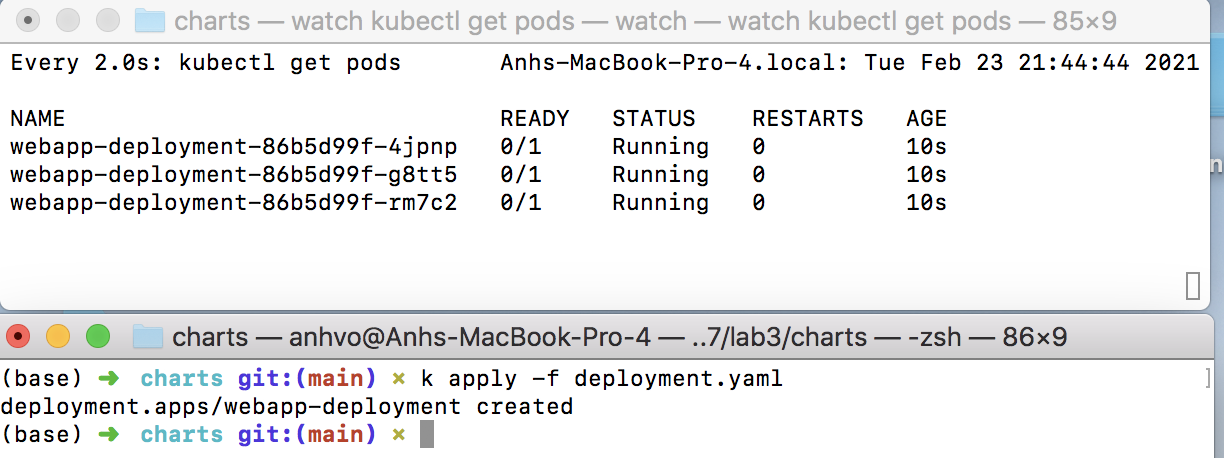 charts — watch kubectl get pods — watch — watch kubectl get pods — 85×9
Every 2.0s: kubectl get pods Anhs-MacBook-Pro-4.local: Tue Feb 23 21:44:44 2021
NAME READY STATUS RESTARTS AGE
webapp-deployment-86b5d99f-4jpnp 0/1 Running 0 10s
webapp-deployment-86b5d99f-g8tt5 0/1 Running 0 10s
webapp-deployment-86b5d99f-rm7c2 0/1 Running 0 10s
charts — anhvo@Anhs-MacBook-Pro-4 — ..7/lab3/charts — -zsh — 86×9
(base) ➜ charts git:(main) ✗ k apply -f deployment.yaml
deployment.apps/webapp-deployment created
(base) ➜ charts git:(main) ✗